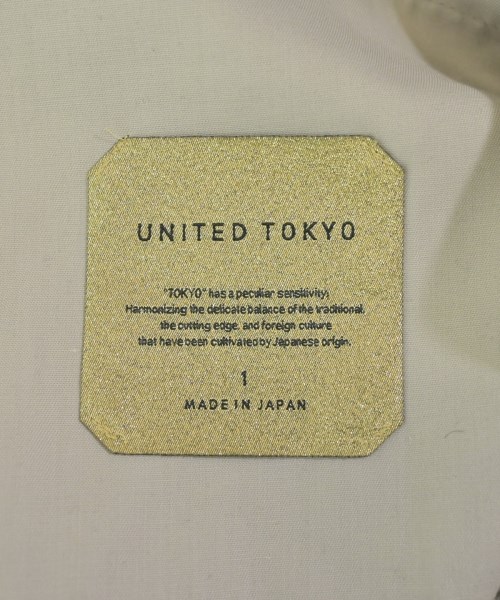 UNITED TOKYO
"TOKYO" has a peculiar sensitivity.
Harmonizing the delicate balance of the traditional,
the cutting edge, and foreign culture
that have been cultivated by Japanese origin.
1
MADE IN JAPAN